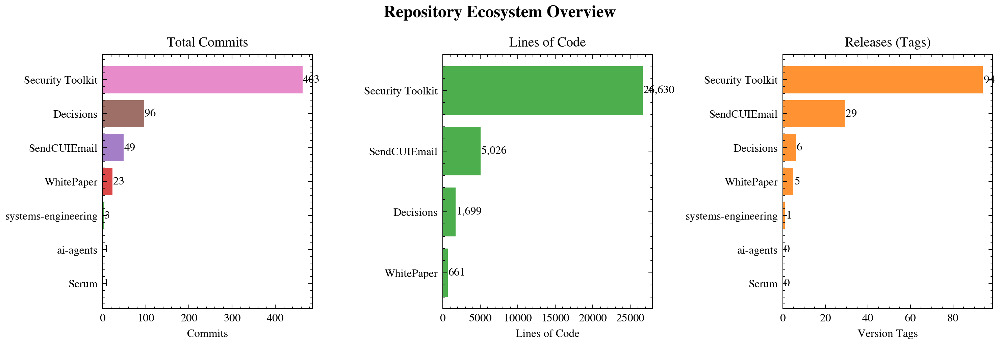 Repository Ecosystem Overview
Total Commits
Security Toolkit
463
Decisions
96
SendCUIEmail
49
WhitePaper
23
systems-engineering
3
ai-agents
1
Scrum
1
0 100 200 300 400
Commits
Lines of Code
Security Toolkit
26,630
SendCUIEmail
5,026
Decisions
1,699
WhitePaper
661
0 5000 10000 15000 20000 25000
Lines of Code
Releases (Tags)
Security Toolkit
94
SendCUIEmail
29
Decisions
6
WhitePaper
5
systems-engineering
1
ai-agents
0
Scrum
0
0 20 40 60 80
Version Tags